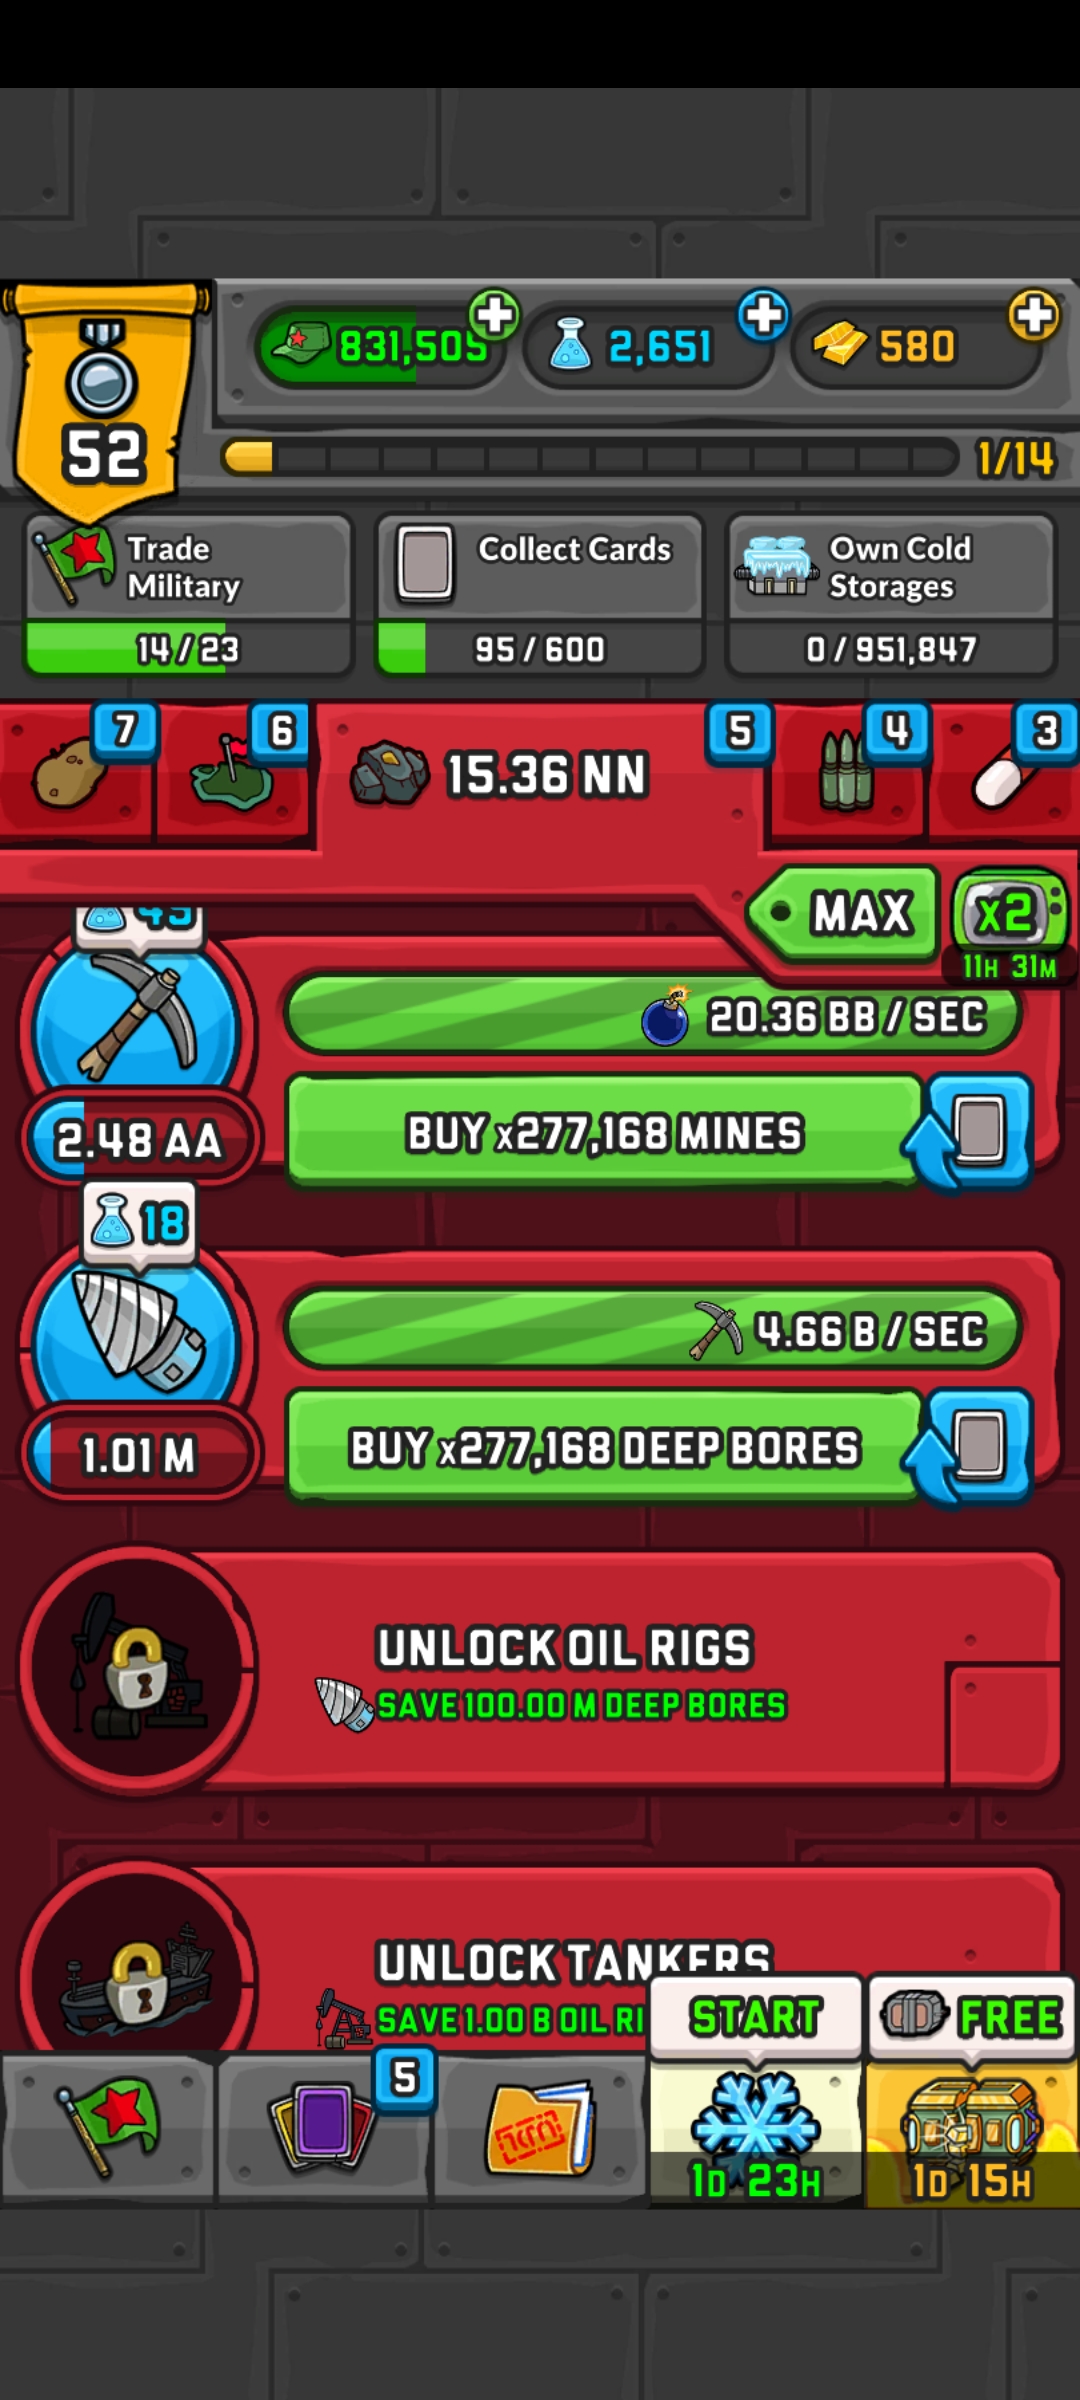 831,505
2,651
580
52
1/14
Trade
Military
Collect Cards
Own Cold
Storages
14/23
95/600
0/951,847
7
6
15.36 NN
5
4
3
MAX
x2
11H 31M
20.36 BB/SEC
BUY x277,168 MINES
2.48 AA
18
4.66 B/SEC
BUY x277,168 DEEP BORES
1.01 M
UNLOCK OIL RIGS
SAVE 100.00 M DEEP BORES
UNLOCK TANKERS
SAVE 1.00 B OIL RI
START
FREE
5
1D 23H
1D 15H